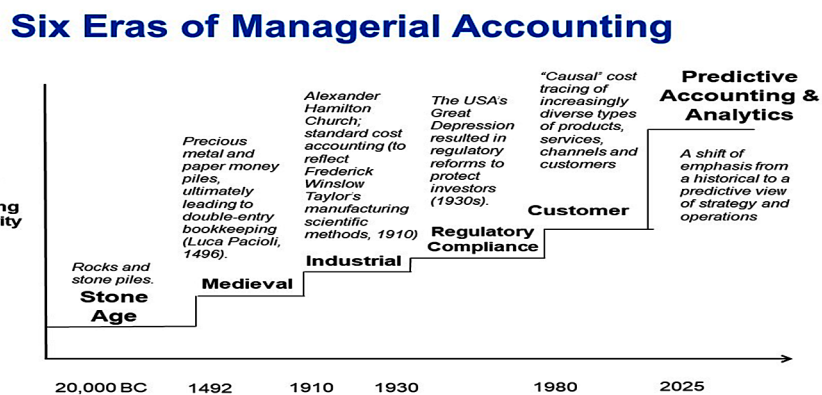 Six Eras of Managerial Accounting
"Causal" cost
tracing of
increasingly
diverse types
of products,
services,
channels and
customers
Predictive
Accounting &
Analytics
Alexander
Hamilton
Church;
standard cost
accounting (to
reflect
Frederick
Winslow
Taylor's
manufacturing
scientific
methods, 1910)
The USA's
Great
Depression
resulted in
regulatory
reforms to
protect
investors
(1930s).
Precious
metal and
paper money
piles,
ultimately
leading to
double-entry
bookkeeping
(Luca Pacioli,
1496).
A shift of
emphasis from
a historical to a
predictive view
of strategy and
operations
ng
ity
Customer
Regulatory
Compliance
Industrial
Rocks and
stone piles.
Medieval
Stone
Age
20,000 BC 1492 1910 1930 1980 2025